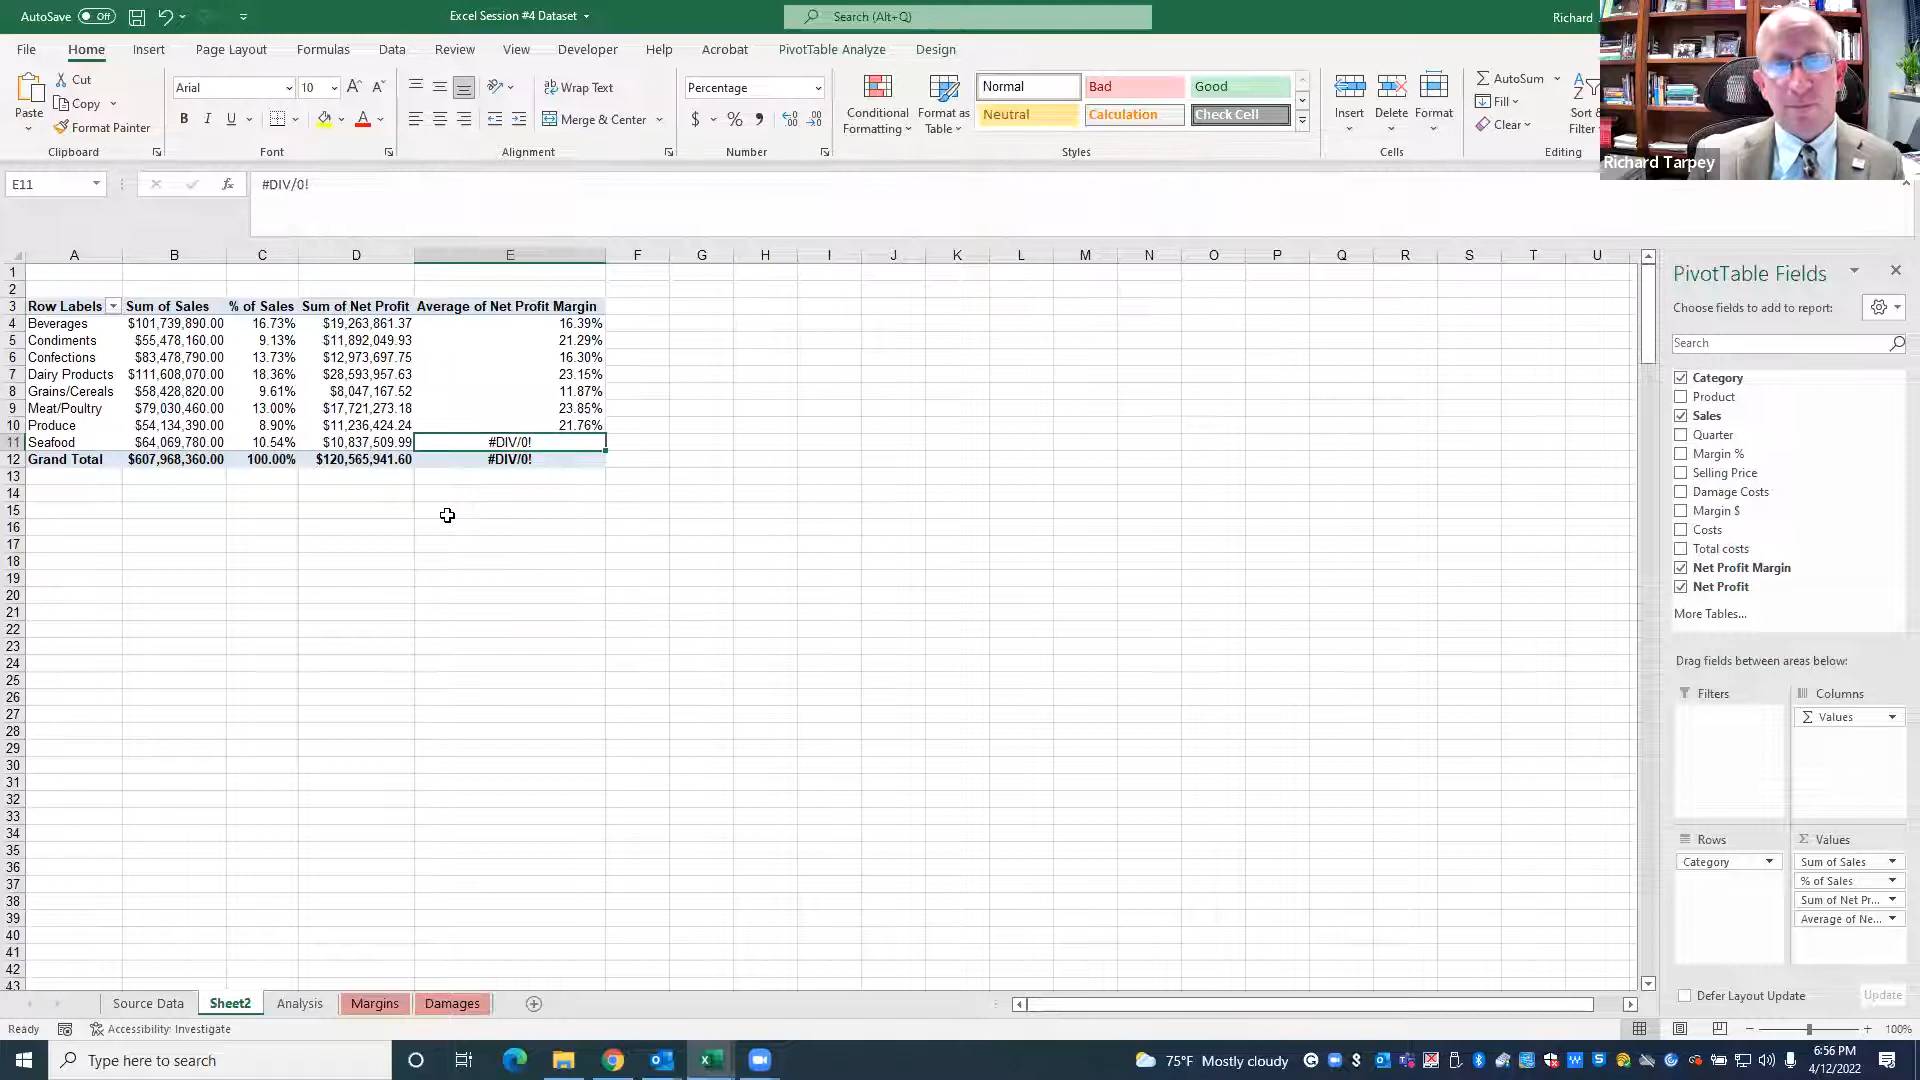 AutoSave Off Excel Session #4 Dataset Search (Alt+Q) Richard
File Home Insert Page Layout Formulas Data Review View Developer Help Acrobat PivotTable Analyze Design
Paste
Cut
Copy
Format Painter
Clipboard
Arial 10
B I U
Font
Wrap Text
Merge & Center
Alignment
Percentage
$ %
Number
Conditional Formatting
Format as Table
Normal Bad Good
Neutral Calculation Check Cell
Styles
Insert Delete Format
Cells
AutoSum
Fill
Clear
Sort &
Filter
Editing
Richard Tarpey
E11 fx #DIV/0!
A B C D E F G H I J K L M N O P Q R S T U
1
2
3 Row Labels Sum of Sales % of Sales Sum of Net Profit Average of Net Profit Margin
4 Beverages $101,739,890.00 16.73% $19,263,861.37 16.39%
5 Condiments $55,478,160.00 9.13% $11,892,049.93 21.29%
6 Confections $83,478,790.00 13.73% $12,973,697.75 16.30%
7 Dairy Products $111,608,070.00 18.36% $28,593,957.63 23.15%
8 Grains/Cereals $58,428,820.00 9.61% $8,047,167.52 11.87%
9 Meat/Poultry $79,030,460.00 13.00% $17,721,273.18 23.85%
10 Produce $54,134,390.00 8.90% $11,236,424.24 21.76%
11 Seafood $64,069,780.00 10.54% $10,837,509.99 #DIV/0!
12 Grand Total $607,968,360.00 100.00% $120,565,941.60 #DIV/0!
13
14
15
16
17
18
19
20
21
22
23
24
25
26
27
28
29
30
31
32
33
34
35
36
37
38
39
40
41
42
43
PivotTable Fields
Choose fields to add to report:
Search
Category
Product
Sales
Quarter
Margin %
Selling Price
Damage Costs
Margin $
Costs
Total costs
Net Profit Margin
Net Profit
More Tables...
Drag fields between areas below:
Filters Columns
Σ Values
Rows Σ Values
Category Sum of Sales
% of Sales
Sum of Net Pr...
Average of Ne...
Defer Layout Update Update
Source Data Sheet2 Analysis Margins Damages
Ready Accessibility: Investigate 100%
Type here to search 75°F Mostly cloudy 6:56 PM
4/12/2022